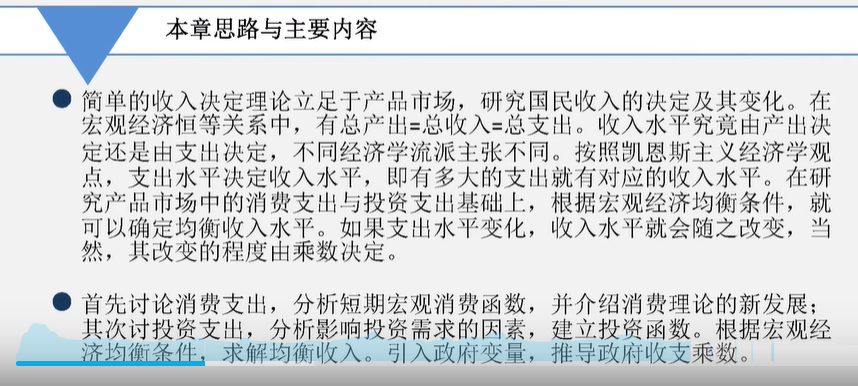 本章思路与主要内容
简单的收入决定理论立足于产品市场，研究国民收入的决定及其变化。在
宏观经济恒等关系中，有总产出=总收入=总支出。收入水平究竟由产出决
定还是由支出决定，不同经济学流派主张不同。按照凯恩斯主义经济学观
点，支出水平决定收入水平，即有多大的支出就有对应的收入水平。在研
究产品市场中的消费支出与投资支出基础上，根据宏观经济均衡条件，就
可以确定均衡收入水平。如果支出水平变化，收入水平就会随之改变，当
然，其改变的程度由乘数决定。
首先讨论消费支出，分析短期宏观消费函数，并介绍消费理论的新发展；
其次讨投资支出，分析影响投资需求的因素，建立投资函数。根据宏观经
济均衡条件，求解均衡收入。引入政府变量，推导政府收支乘数。